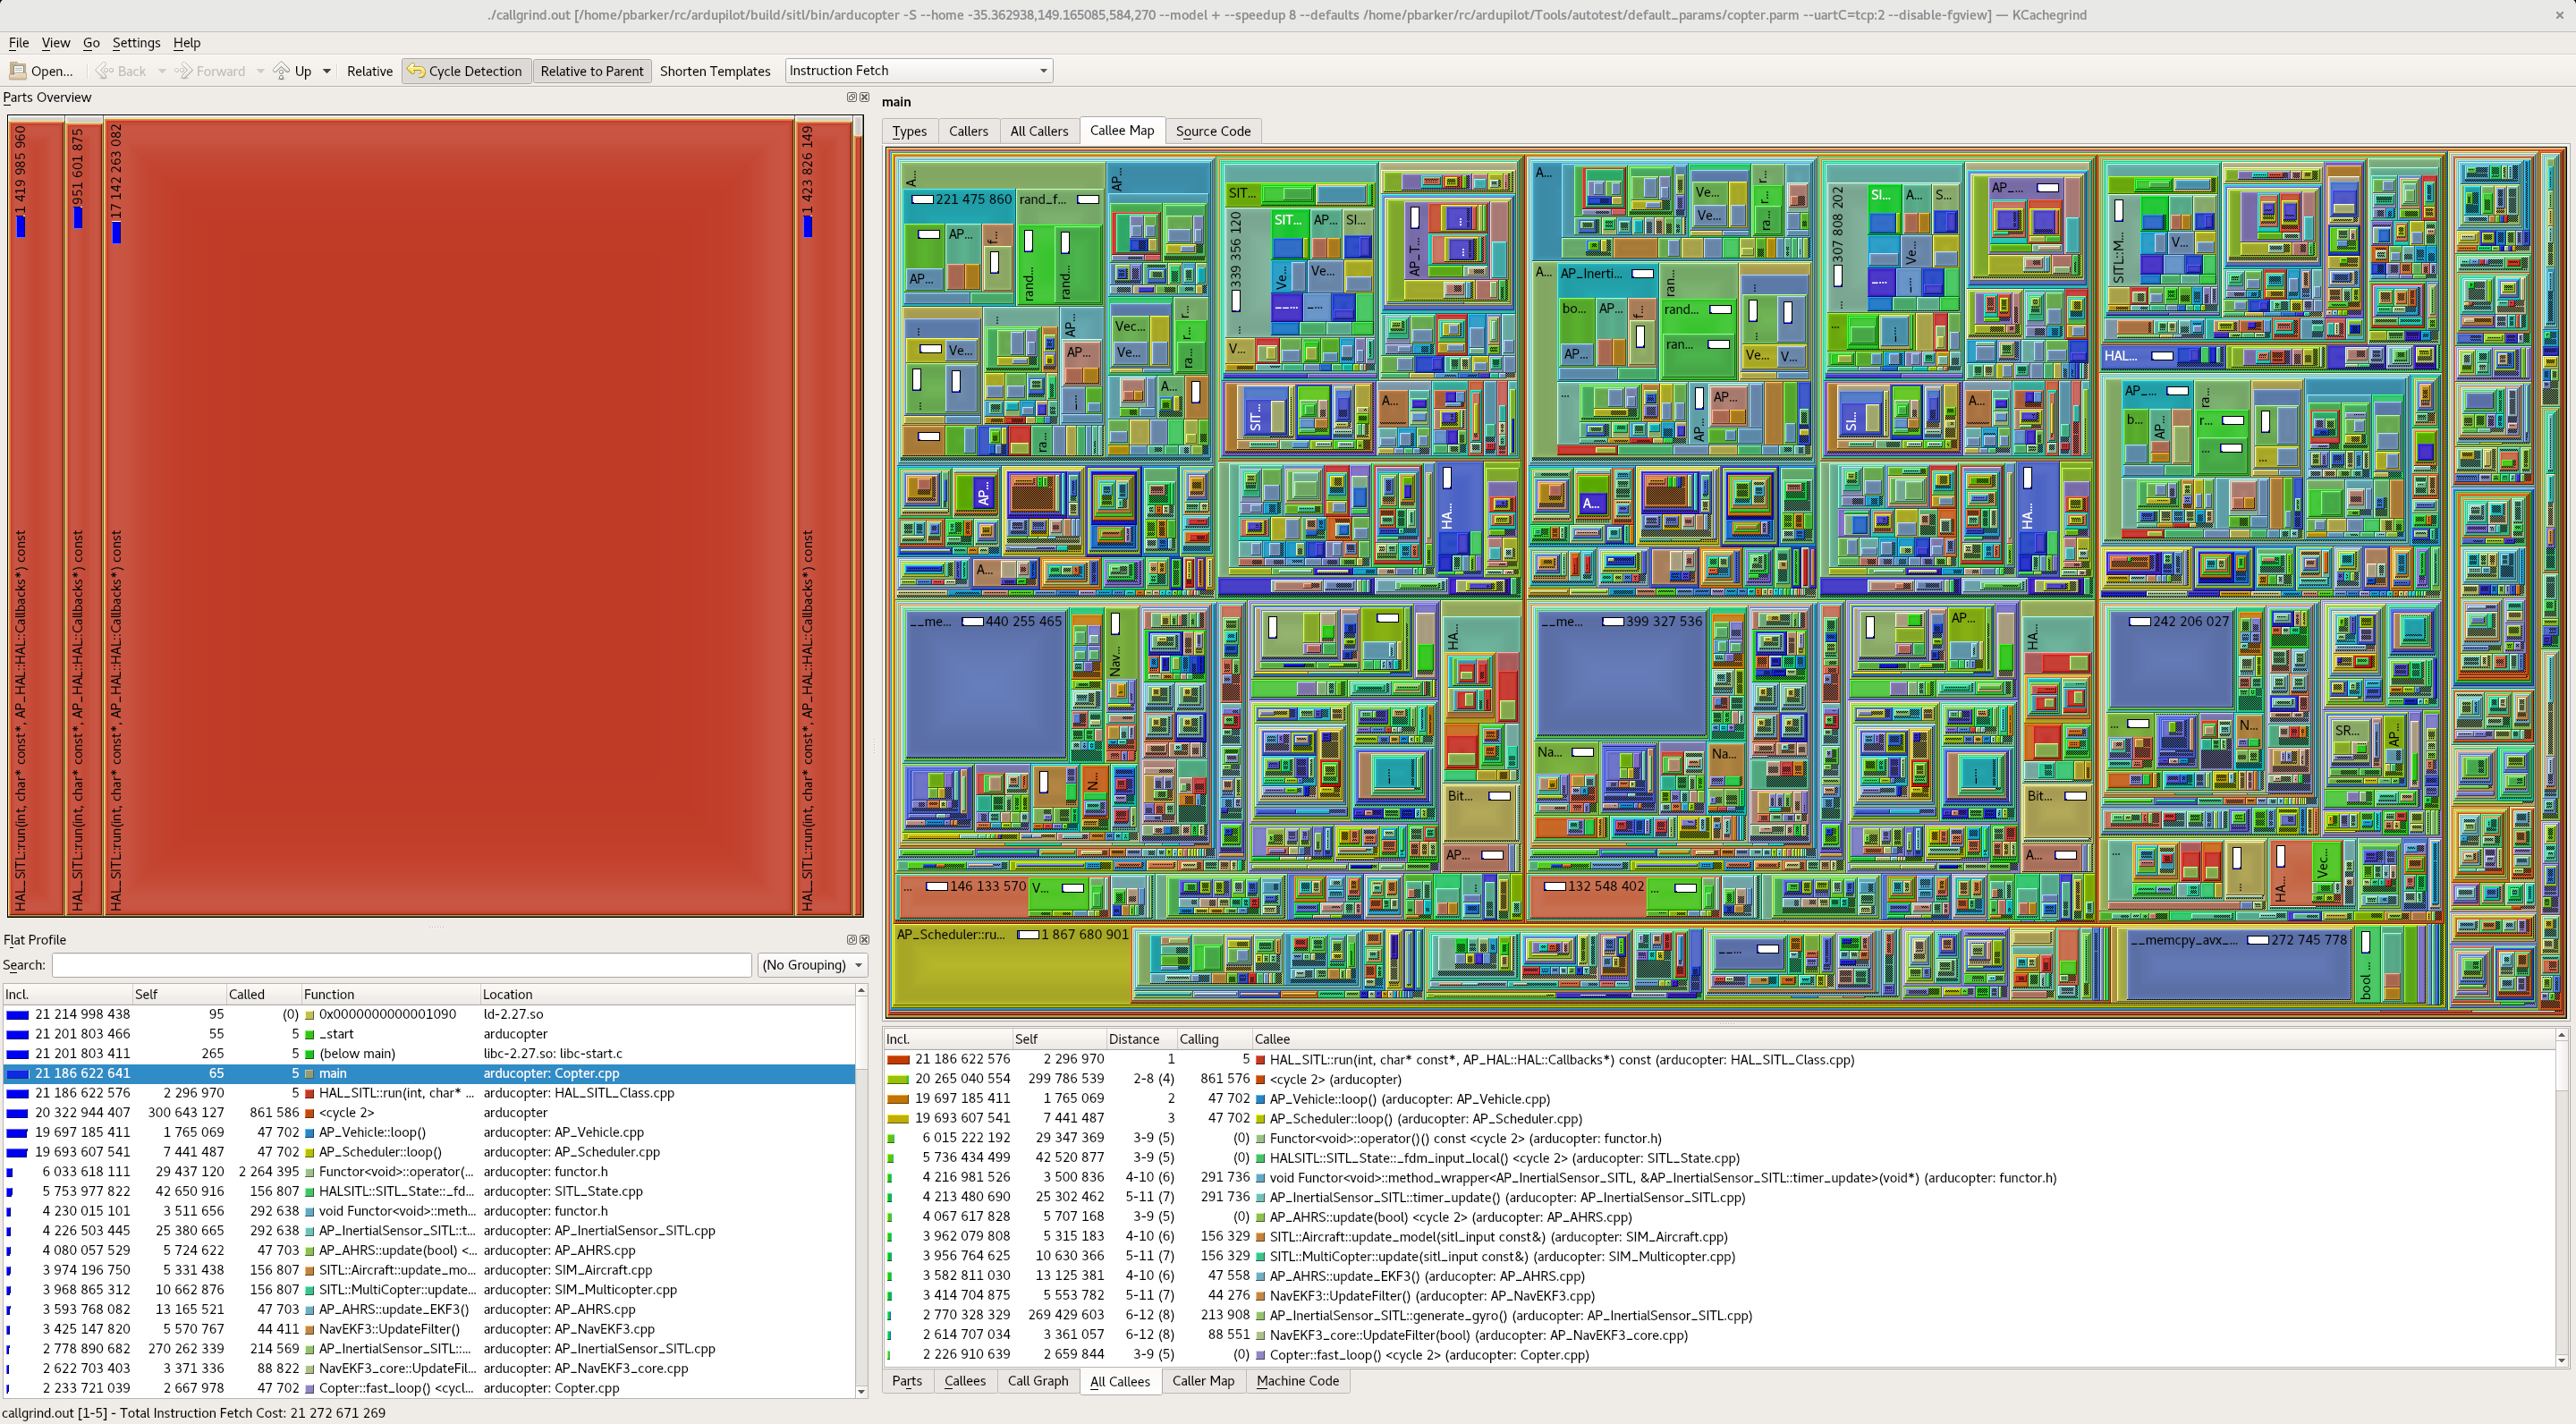 ./callgrind.out [/home/pbarker/rc/ardupilot/build/sitl/bin/arducopter -S --home -35.362938,149.165085,584,270 --model + --speedup 8 --defaults /home/pbarker/rc/ardupilot/Tools/autotest/default_params/copter.parm --uartC=tcp:2 --disable-fgview] — KCachegrind
File View Go Settings Help
Open... Back Forward Up Relative Cycle Detection Relative to Parent Shorten Templates Instruction Fetch
Parts Overview
1 419 985 960
HAL_SITL::run(int, char* const*, AP_HAL::HAL::Callbacks*) const
951 601 875
HAL_SITL::run(int, char* const*, AP_HAL::HAL::Callbacks*) const
17 142 263 082
HAL_SITL::run(int, char* const*, AP_HAL::HAL::Callbacks*) const
1 423 826 149
HAL_SITL::run(int, char* const*, AP_HAL::HAL::Callbacks*) const
Flat Profile
Search: (No Grouping)
Incl. Self Called Function Location
21 214 998 438 95 (0) 0x0000000000001090 ld-2.27.so
21 201 803 466 55 5 _start arducopter
21 201 803 411 265 5 (below main) libc-2.27.so: libc-start.c
21 186 622 641 65 5 main arducopter: Copter.cpp
21 186 622 576 2 296 970 5 HAL_SITL::run(int, char* ... arducopter: HAL_SITL_Class.cpp
20 322 944 407 300 643 127 861 586 <cycle 2> arducopter
19 697 185 411 1 765 069 47 702 AP_Vehicle::loop() arducopter: AP_Vehicle.cpp
19 693 607 541 7 441 487 47 702 AP_Scheduler::loop() arducopter: AP_Scheduler.cpp
6 033 618 111 29 437 120 2 264 395 Functor<void>::operator(... arducopter: functor.h
5 753 977 822 42 650 916 156 807 HALSITL::SITL_State::_fd... arducopter: SITL_State.cpp
4 230 015 101 3 511 656 292 638 void Functor<void>::meth... arducopter: functor.h
4 226 503 445 25 380 665 292 638 AP_InertialSensor_SITL::t... arducopter: AP_InertialSensor_SITL.cpp
4 080 057 529 5 724 622 47 703 AP_AHRS::update(bool) <... arducopter: AP_AHRS.cpp
3 974 196 750 5 331 438 156 807 SITL::Aircraft::update_mo... arducopter: SIM_Aircraft.cpp
3 968 865 312 10 662 876 156 807 SITL::MultiCopter::update... arducopter: SIM_Multicopter.cpp
3 593 768 082 13 165 521 47 703 AP_AHRS::update_EKF3() arducopter: AP_AHRS.cpp
3 425 147 820 5 570 767 44 411 NavEKF3::UpdateFilter() arducopter: AP_NavEKF3.cpp
2 778 890 682 270 262 339 214 569 AP_InertialSensor_SITL::... arducopter: AP_InertialSensor_SITL.cpp
2 622 703 403 3 371 336 88 822 NavEKF3_core::UpdateFil... arducopter: AP_NavEKF3_core.cpp
2 233 721 039 2 667 978 47 702 Copter::fast_loop() <cycl... arducopter: Copter.cpp
callgrind.out [1-5] - Total Instruction Fetch Cost: 21 272 671 269
main
Types Callers All Callers Callee Map Source Code
221 475 860 rand_f...
339 356 120
AP_Inerti...
307 808 202
__me... 440 255 465
__me... 399 327 536
242 206 027
... 146 133 570 V...
132 548 402
AP_Scheduler::ru... 1 867 680 901
__memcpy_avx_... 272 745 778
bool ...
Incl. Self Distance Calling Callee
21 186 622 576 2 296 970 1 5 HAL_SITL::run(int, char* const*, AP_HAL::HAL::Callbacks*) const (arducopter: HAL_SITL_Class.cpp)
20 265 040 554 299 786 539 2-8 (4) 861 576 <cycle 2> (arducopter)
19 697 185 411 1 765 069 2 47 702 AP_Vehicle::loop() (arducopter: AP_Vehicle.cpp)
19 693 607 541 7 441 487 3 47 702 AP_Scheduler::loop() (arducopter: AP_Scheduler.cpp)
6 015 222 192 29 347 369 3-9 (5) (0) Functor<void>::operator()() const <cycle 2> (arducopter: functor.h)
5 736 434 499 42 520 877 3-9 (5) (0) HALSITL::SITL_State::_fdm_input_local() <cycle 2> (arducopter: SITL_State.cpp)
4 216 981 526 3 500 836 4-10 (6) 291 736 void Functor<void>::method_wrapper<AP_InertialSensor_SITL, &AP_InertialSensor_SITL::timer_update>(void*) (arducopter: functor.h)
4 213 480 690 25 302 462 5-11 (7) 291 736 AP_InertialSensor_SITL::timer_update() (arducopter: AP_InertialSensor_SITL.cpp)
4 067 617 828 5 707 168 3-9 (5) (0) AP_AHRS::update(bool) <cycle 2> (arducopter: AP_AHRS.cpp)
3 962 079 808 5 315 183 4-10 (6) 156 329 SITL::Aircraft::update_model(sitl_input const&) (arducopter: SIM_Aircraft.cpp)
3 956 764 625 10 630 366 5-11 (7) 156 329 SITL::MultiCopter::update(sitl_input const&) (arducopter: SIM_Multicopter.cpp)
3 582 811 030 13 125 381 4-10 (6) 47 558 AP_AHRS::update_EKF3() (arducopter: AP_AHRS.cpp)
3 414 704 875 5 553 782 5-11 (7) 44 276 NavEKF3::UpdateFilter() (arducopter: AP_NavEKF3.cpp)
2 770 328 329 269 429 603 6-12 (8) 213 908 AP_InertialSensor_SITL::generate_gyro() (arducopter: AP_InertialSensor_SITL.cpp)
2 614 707 034 3 361 057 6-12 (8) 88 551 NavEKF3_core::UpdateFilter(bool) (arducopter: AP_NavEKF3_core.cpp)
2 226 910 639 2 659 844 3-9 (5) (0) Copter::fast_loop() <cycle 2> (arducopter: Copter.cpp)
Parts Callees Call Graph All Callees Caller Map Machine Code